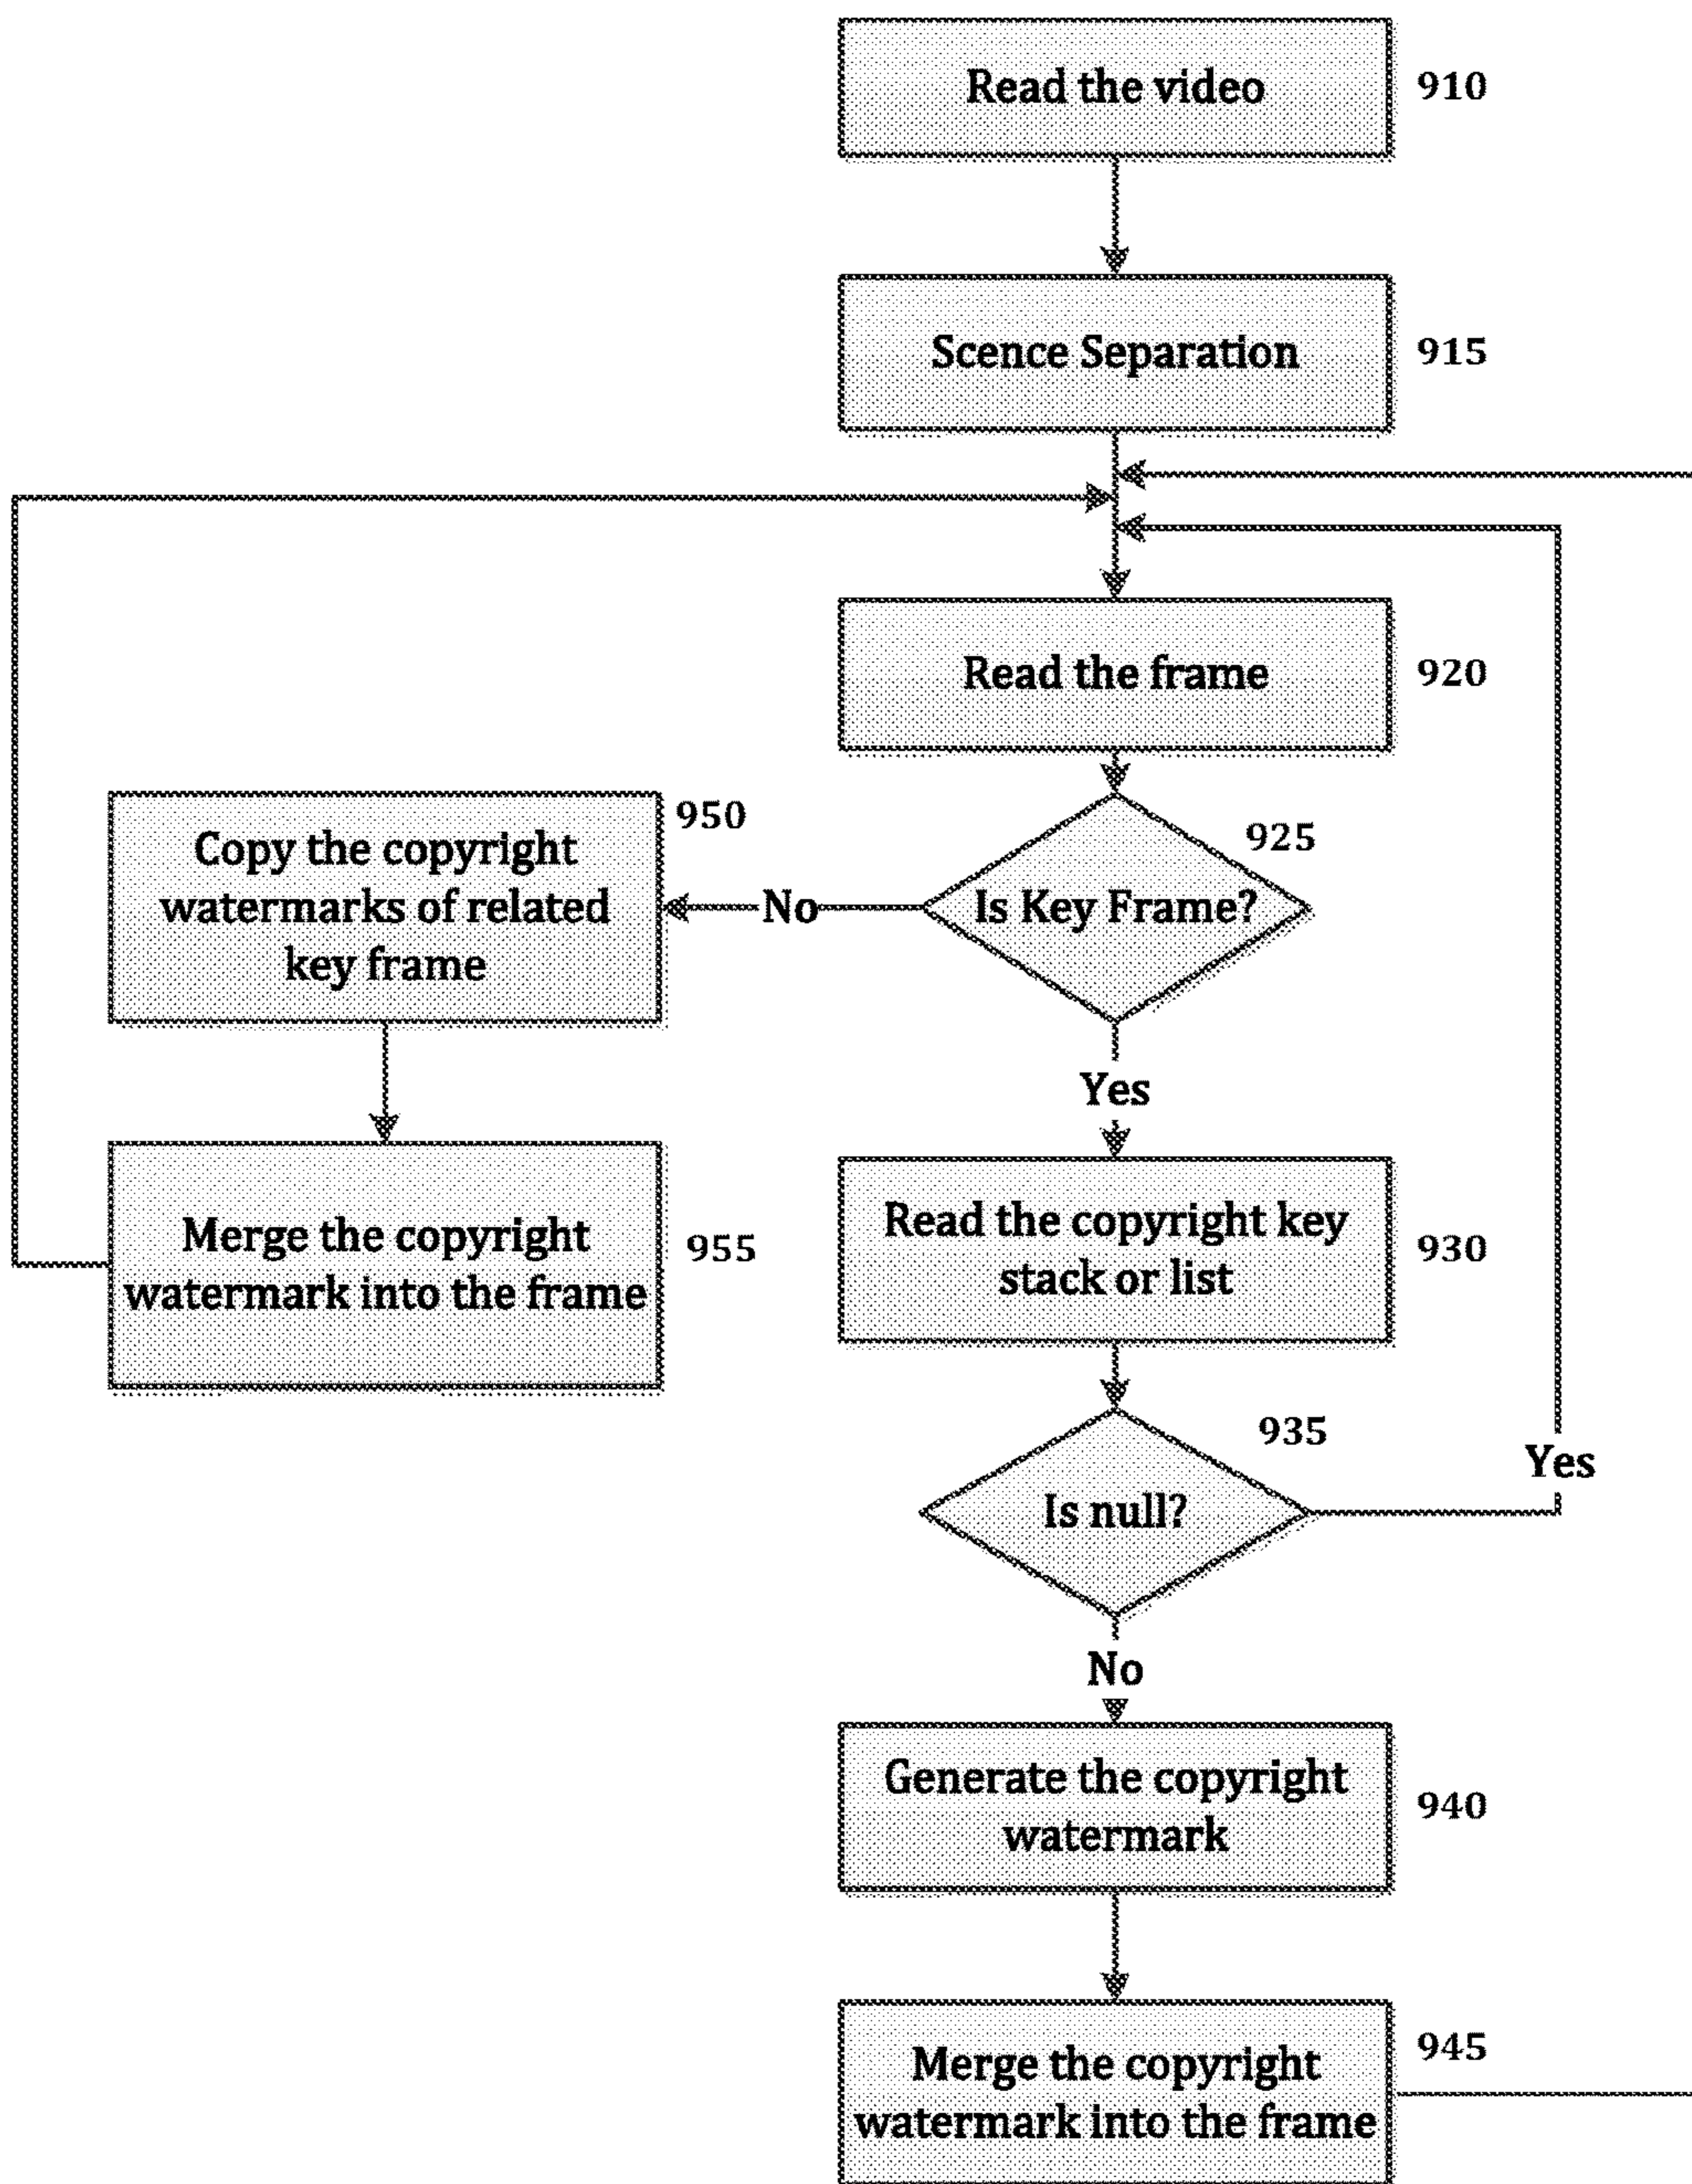 Read the video
910
Scence Separation
915
Read the frame
920
925
Is Key Frame?
No
950
Copy the copyright
watermarks of related
key frame
Merge the copyright
watermark into the frame
955
Yes
Read the copyright key
stack or list
930
935
Is null?
Yes
No
Generate the copyright
watermark
940
Merge the copyright
watermark into the frame
945